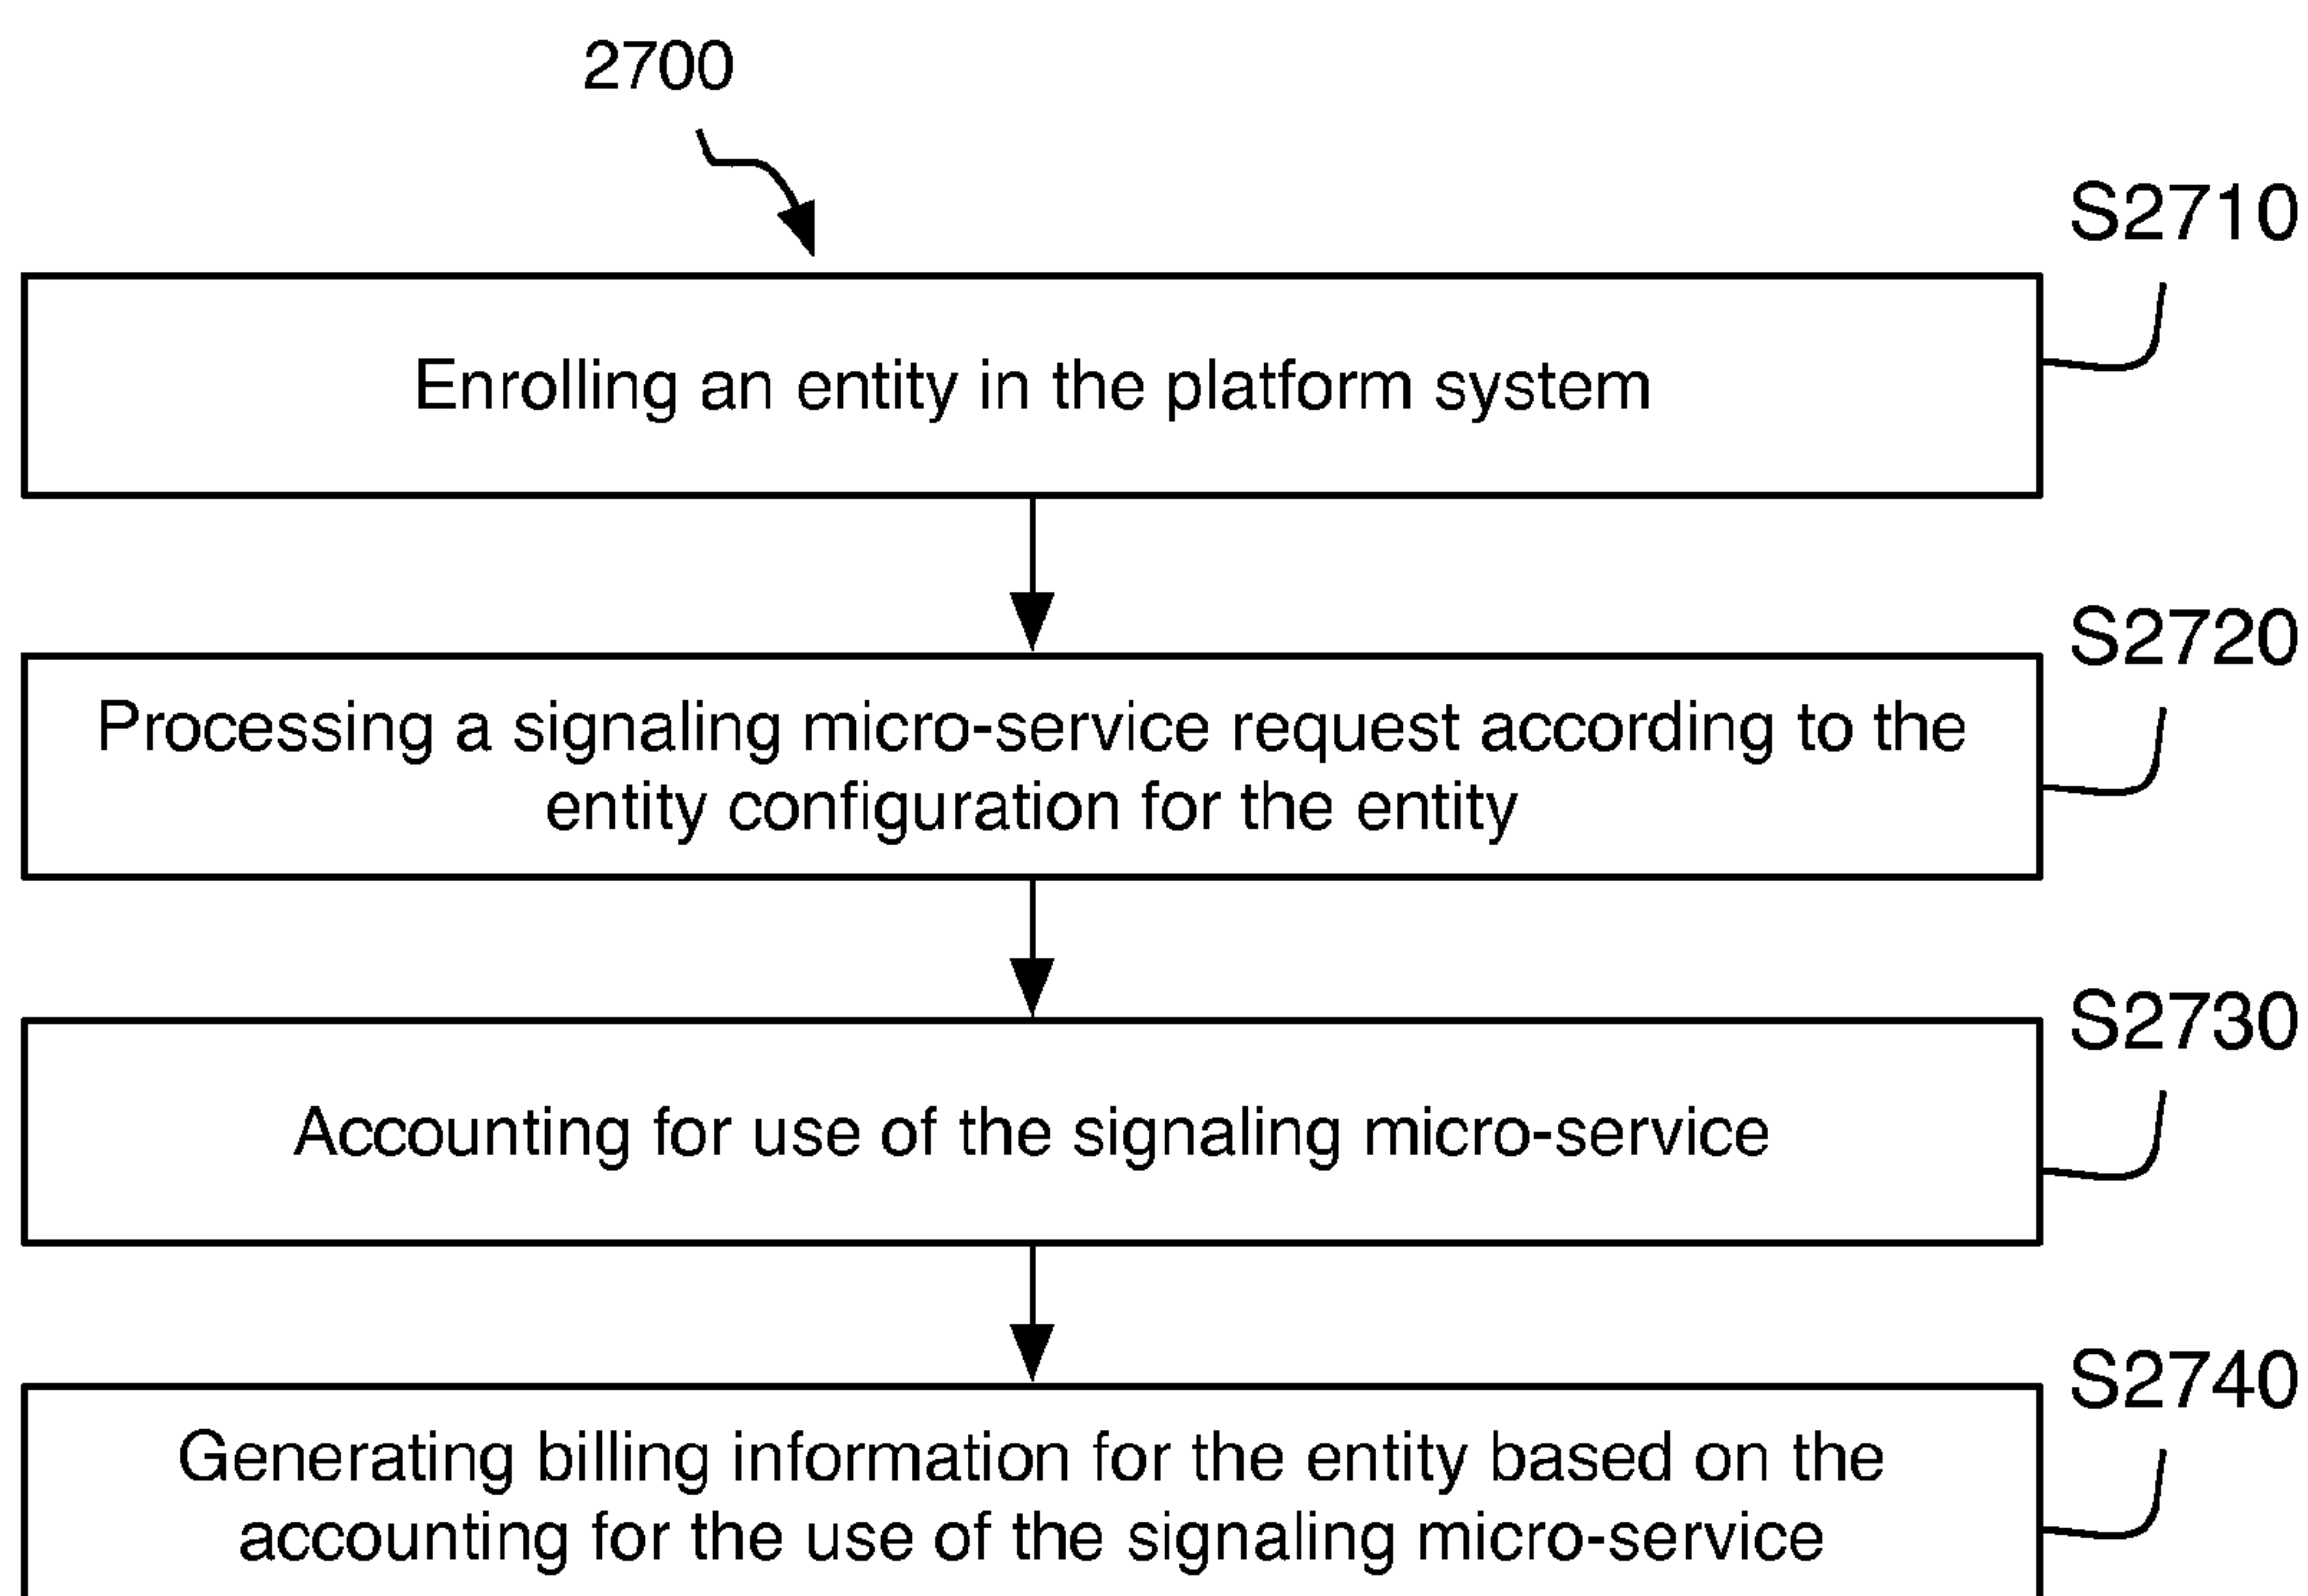 2700
S2710
Enrolling an entity in the platform system
S2720
Processing a signaling micro-service request according to the
entity configuration for the entity
S2730
Accounting for use of the signaling micro-service
S2740
Generating billing information for the entity based on the
accounting for the use of the signaling micro-service